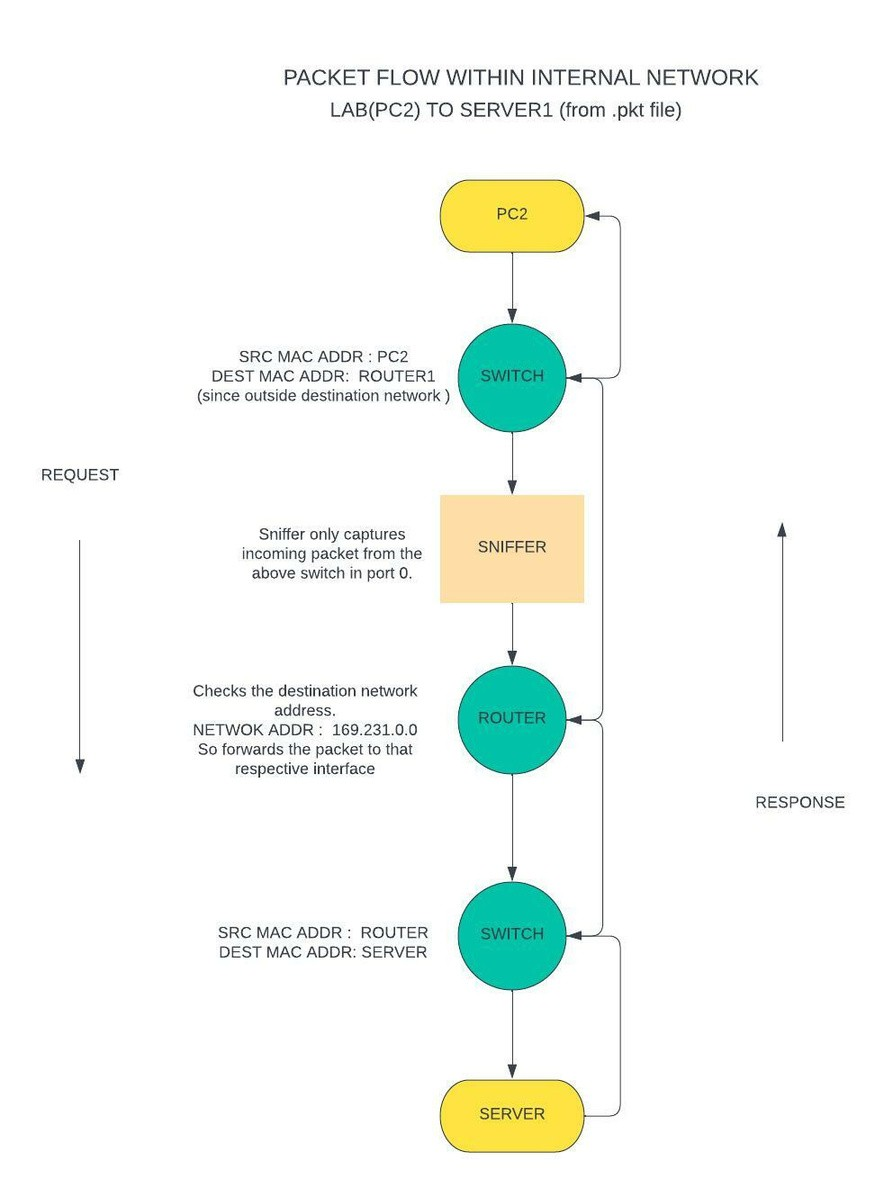 PACKET FLOW WITHIN INTERNAL NETWORK
LAB(PC2) TO SERVER1 (from .pkt file)
PC2
SRC MAC ADDR : PC2
DEST MAC ADDR:  ROUTER1
(since outside destination network )
SWITCH
REQUEST
Sniffer only captures
incoming packet from the
above switch in port 0.
SNIFFER
Checks the destination network
address.
NETWOK ADDR :  169.231.0.0
So forwards the packet to that
respective interface
ROUTER
RESPONSE
SRC MAC ADDR :  ROUTER
DEST MAC ADDR: SERVER
SWITCH
SERVER